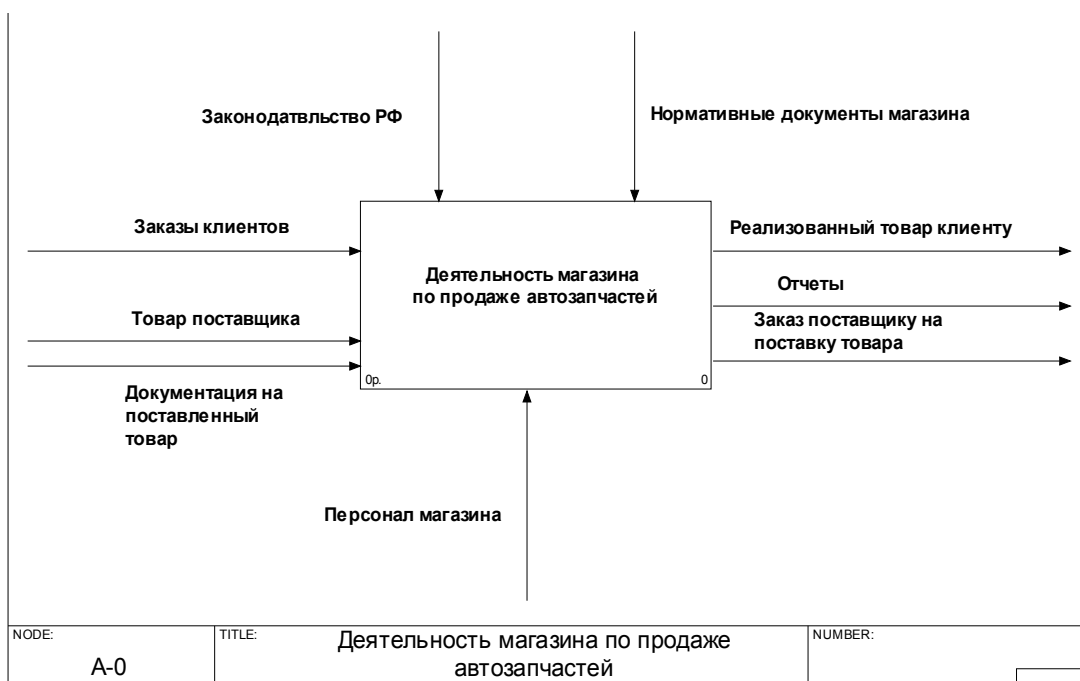 Законодатвльство РФ
Нормативные документы магазина
Заказы клиентов
Реализованный товар клиенту
Деятельность магазина
по продаже автозапчастей
Отчеты
Товар поставщика
Заказ поставщику на
поставку товара
0р.
0
Документация на
поставленный
товар
Персонал магазина
NODE:
A-0
TITLE:
Деятельность магазина по продаже
автозапчастей
NUMBER: